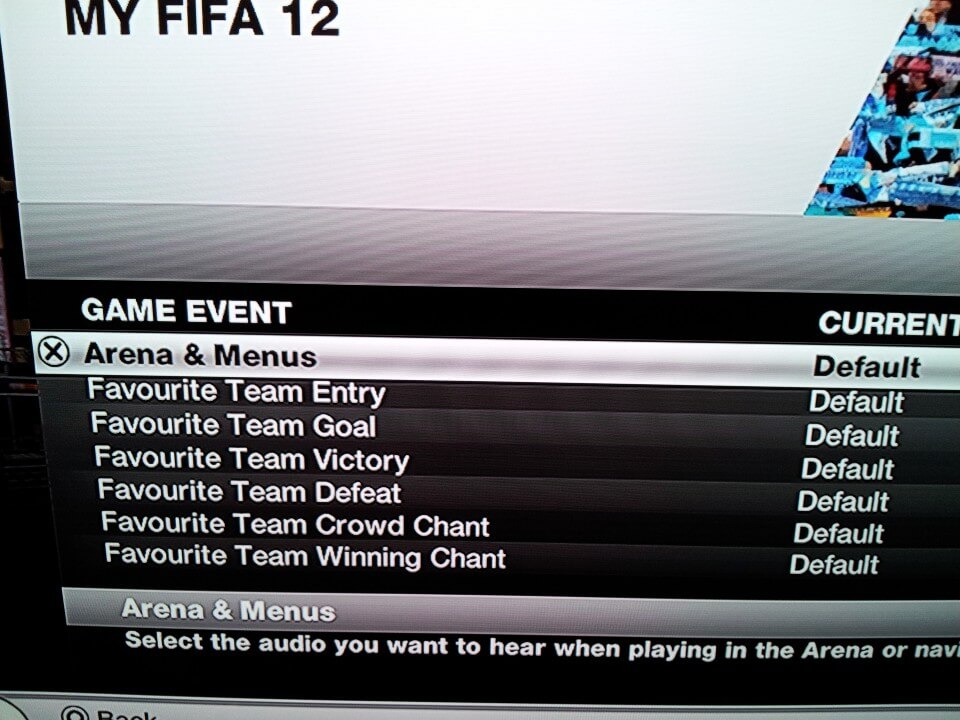 MY FIFA 12
GAME EVENT CURRENT
Arena & Menus Default
Favourite Team Entry Default
Favourite Team Goal Default
Favourite Team Victory Default
Favourite Team Defeat Default
Favourite Team Crowd Chant Default
Favourite Team Winning Chant Default
Arena & Menus
Select the audio you want to hear when playing in the Arena or navi
Back